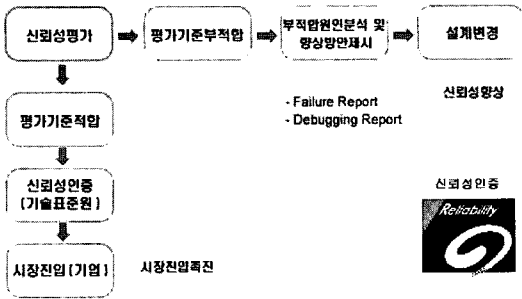 신뢰성평가
평가기준부적합
부적합원인분석 및
향상방안제시
설계변경
- Failure Report
- Debugging Report
신뢰성향상
평가기준적합
신뢰성인증
(기술표준원)
신뢰성인증
Reliability
시장진입(기업)
시장진입촉진